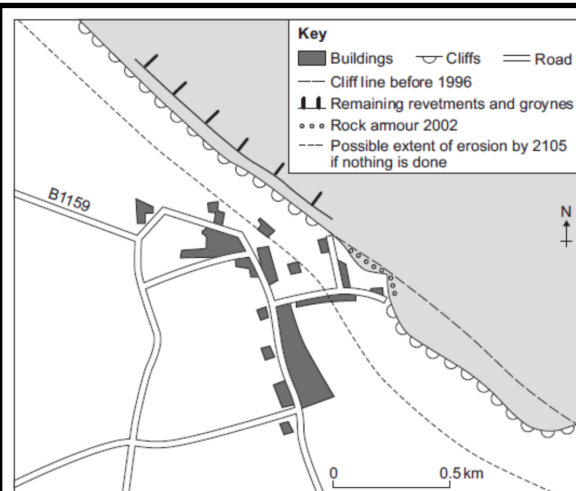 Key
Buildings
Cliffs
Road
Cliff line before 1996
Remaining revetments and groynes
Rock armour 2002
Possible extent of erosion by 2105
if nothing is done
B1159
N
0
0.5 km